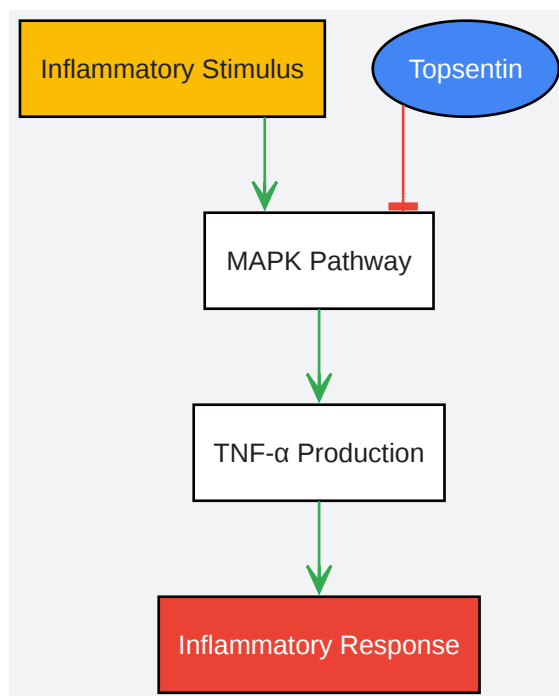 Inflammatory Stimulus
Topsentin
MAPK Pathway
TNF-α Production
Inflammatory Response